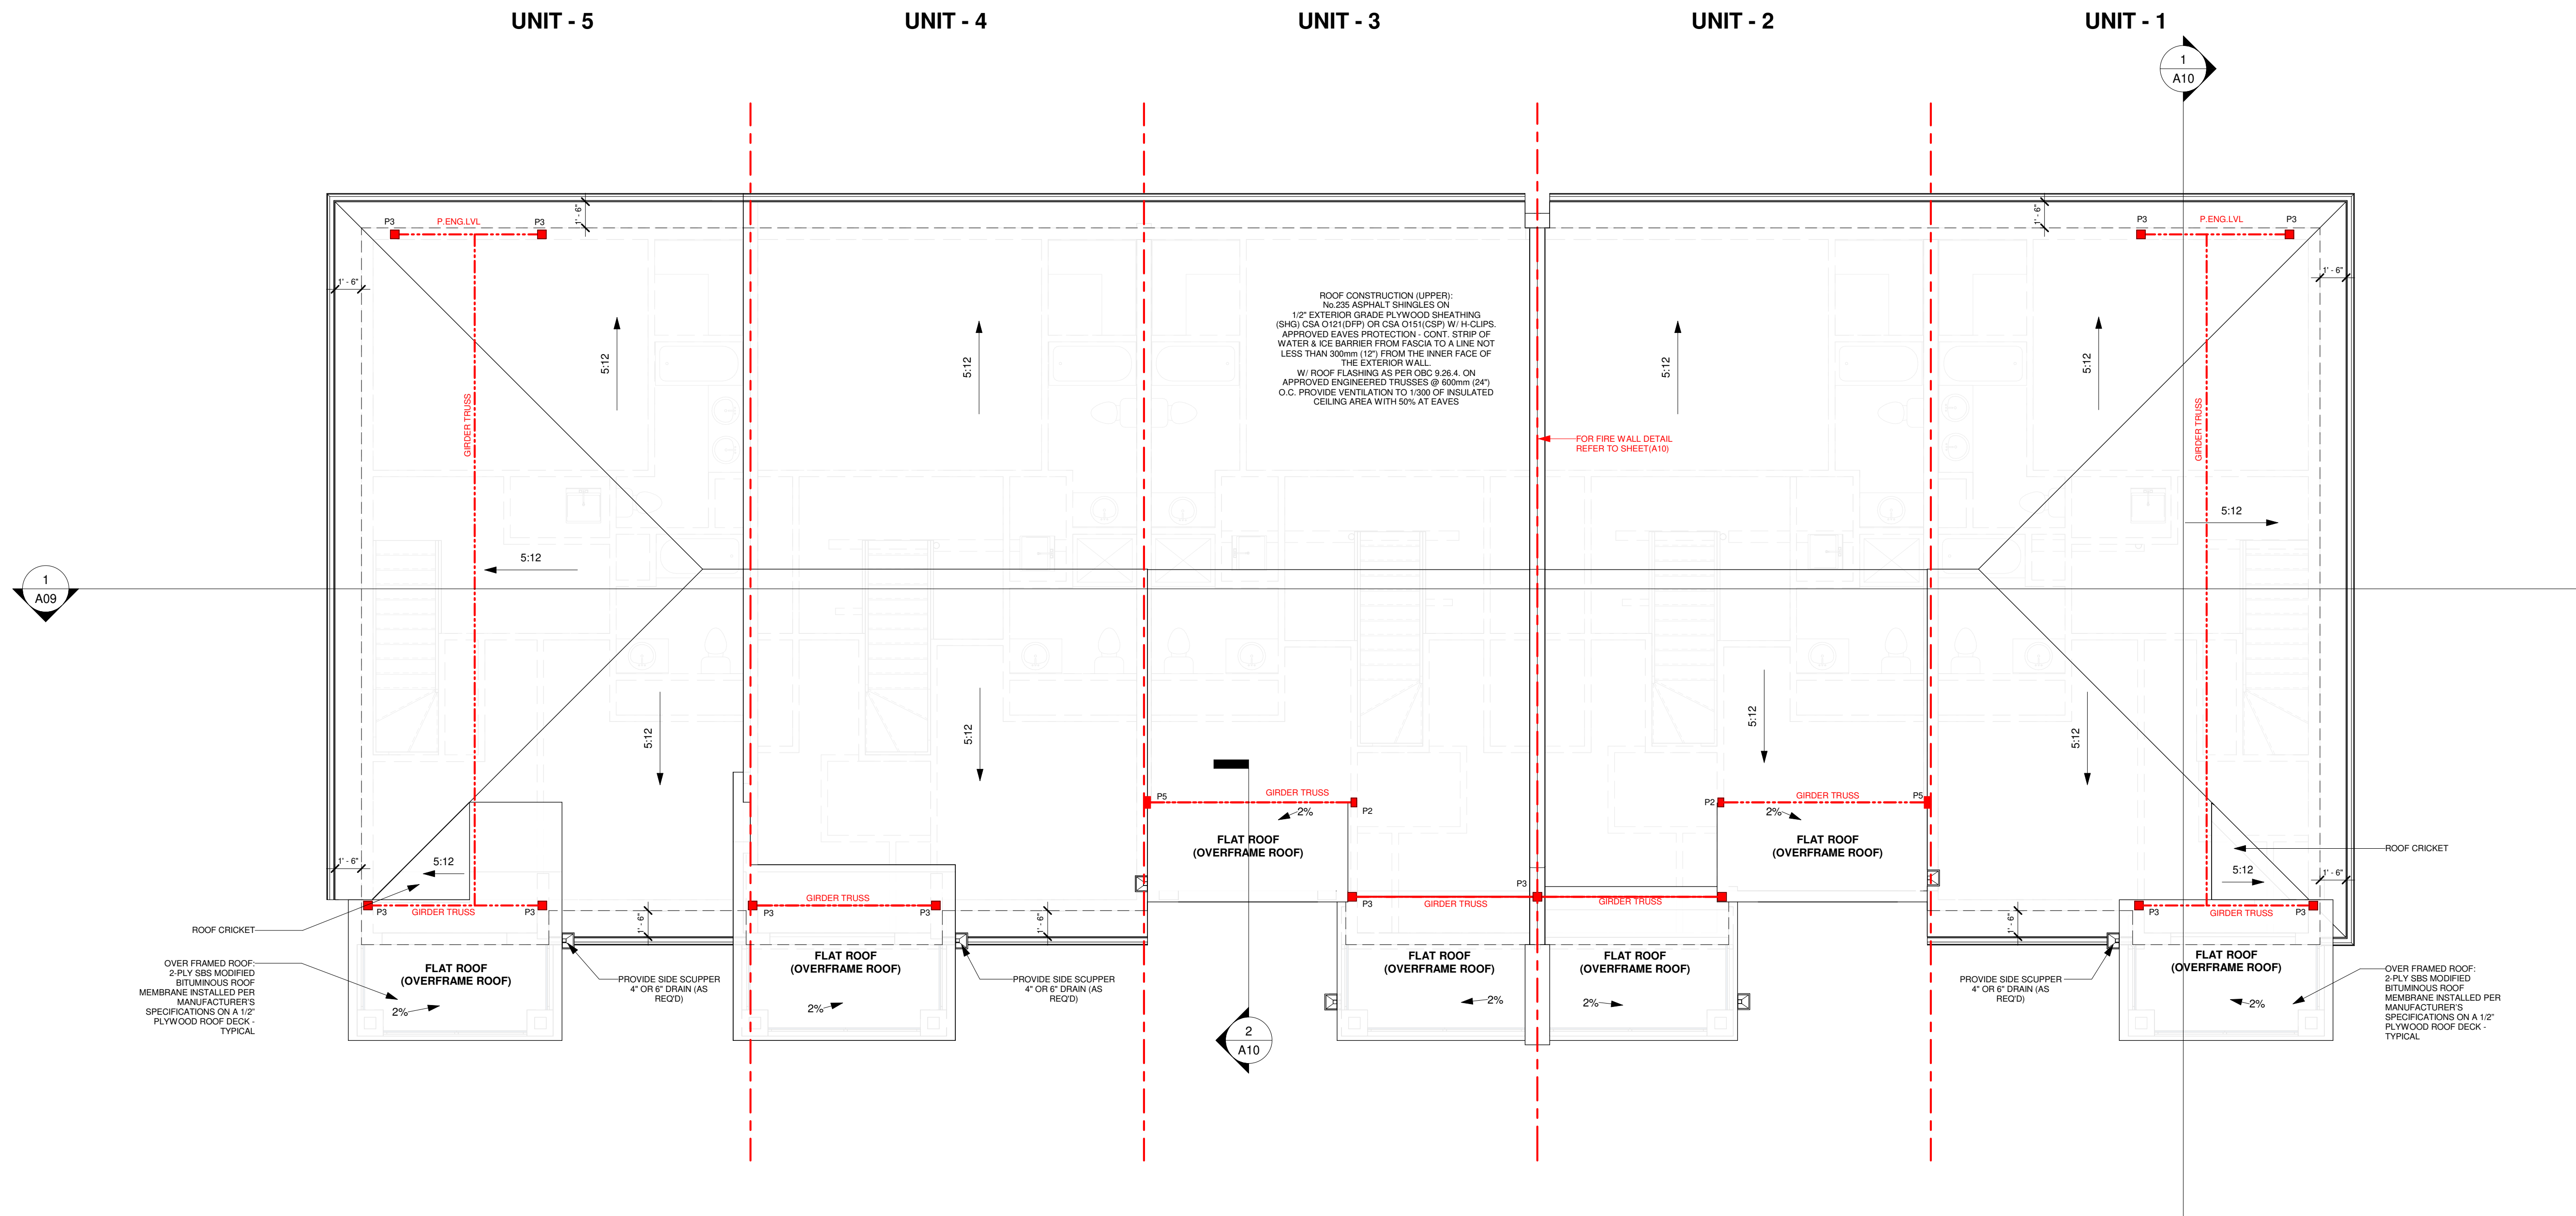 UNIT - 5
UNIT - 4
UNIT - 3
UNIT - 2
UNIT - 1
1
A10
P3
P.ENG.LVL
P3
1' - 6"
1' - 6"
P3
P.ENG.LVL
P3
1' - 6"
1' - 6"
5:12
5:12
5:12
5:12
ROOF CONSTRUCTION (UPPER):
No.235 ASPHALT SHINGLES ON
1/2" EXTERIOR GRADE PLYWOOD SHEATHING
(SHG) CSA O121(DFP) OR CSA O151(CSP) W/ H-CLIPS.
APPROVED EAVES PROTECTION - CONT. STRIP OF
WATER & ICE BARRIER FROM FASCIA TO A LINE NOT
LESS THAN 300mm (12") FROM THE INNER FACE OF
THE EXTERIOR WALL.
W/ ROOF FLASHING AS PER OBC 9.26.4. ON
APPROVED ENGINEERED TRUSSES @ 600mm (24")
O.C. PROVIDE VENTILATION TO 1/300 OF INSULATED
CEILING AREA WITH 50% AT EAVES
GIRDER TRUSS
GIRDER TRUSS
FOR FIRE WALL DETAIL
REFER TO SHEET(A10)
5:12
5:12
1
A09
5:12
5:12
5:12
5:12
P5
GIRDER TRUSS
P2
2%
FLAT ROOF
(OVERFRAME ROOF)
P2
GIRDER TRUSS
P5
2%
FLAT ROOF
(OVERFRAME ROOF)
1' - 6"
5:12
5:12
1' - 6"
ROOF CRICKET
P3
GIRDER TRUSS
P3
P3
GIRDER TRUSS
P3
P3
P3
GIRDER TRUSS
GIRDER TRUSS
P3
GIRDER TRUSS
P3
1' - 6"
1' - 6"
1' - 6"
ROOF CRICKET
OVER FRAMED ROOF:
2-PLY SBS MODIFIED
BITUMINOUS ROOF
MEMBRANE INSTALLED PER
MANUFACTURER'S
SPECIFICATIONS ON A 1/2"
PLYWOOD ROOF DECK -
TYPICAL
FLAT ROOF
(OVERFRAME ROOF)
2%
PROVIDE SIDE SCUPPER
4" OR 6" DRAIN (AS
REQ'D)
FLAT ROOF
(OVERFRAME ROOF)
2%
PROVIDE SIDE SCUPPER
4" OR 6" DRAIN (AS
REQ'D)
2
A10
FLAT ROOF
(OVERFRAME ROOF)
2%
FLAT ROOF
(OVERFRAME ROOF)
2%
PROVIDE SIDE SCUPPER
4" OR 6" DRAIN (AS
REQ'D)
FLAT ROOF
(OVERFRAME ROOF)
2%
OVER FRAMED ROOF:
2-PLY SBS MODIFIED
BITUMINOUS ROOF
MEMBRANE INSTALLED PER
MANUFACTURER'S
SPECIFICATIONS ON A 1/2"
PLYWOOD ROOF DECK -
TYPICAL